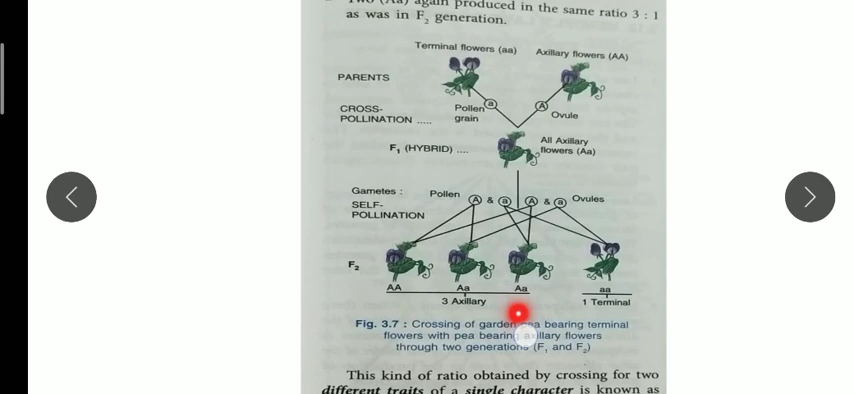 Two (Aa) again produced in the same ratio 3 : 1
as was in F₂ generation.
Terminal flowers (aa) Axillary flowers (AA)
PARENTS
CROSS-
POLLINATION .....
Pollen
grain
a
A
Ovule
F₁ (HYBRID) ....
All Axillary
flowers (Aa)
Gametes :
SELF-
POLLINATION
Pollen A & a A & a Ovules
F₂
AA Aa Aa aa
3 Axillary 1 Terminal
Fig. 3.7 : Crossing of garden pea bearing terminal
flowers with pea bearing axillary flowers
through two generations (F₁ and F₂)
This kind of ratio obtained by crossing for two
different traits of a single character is known as